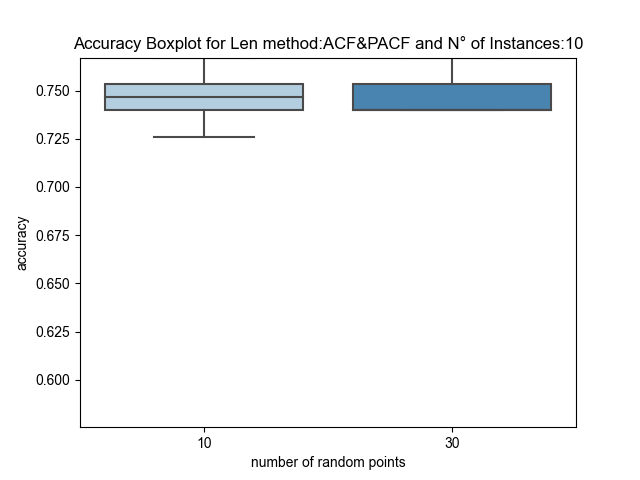 Accuracy Boxplot for Len method:ACF&PACF and N° of Instances:10
0.750
0.725
0.700
0.675
0.650
0.625
0.600
accuracy
10 30
number of random points